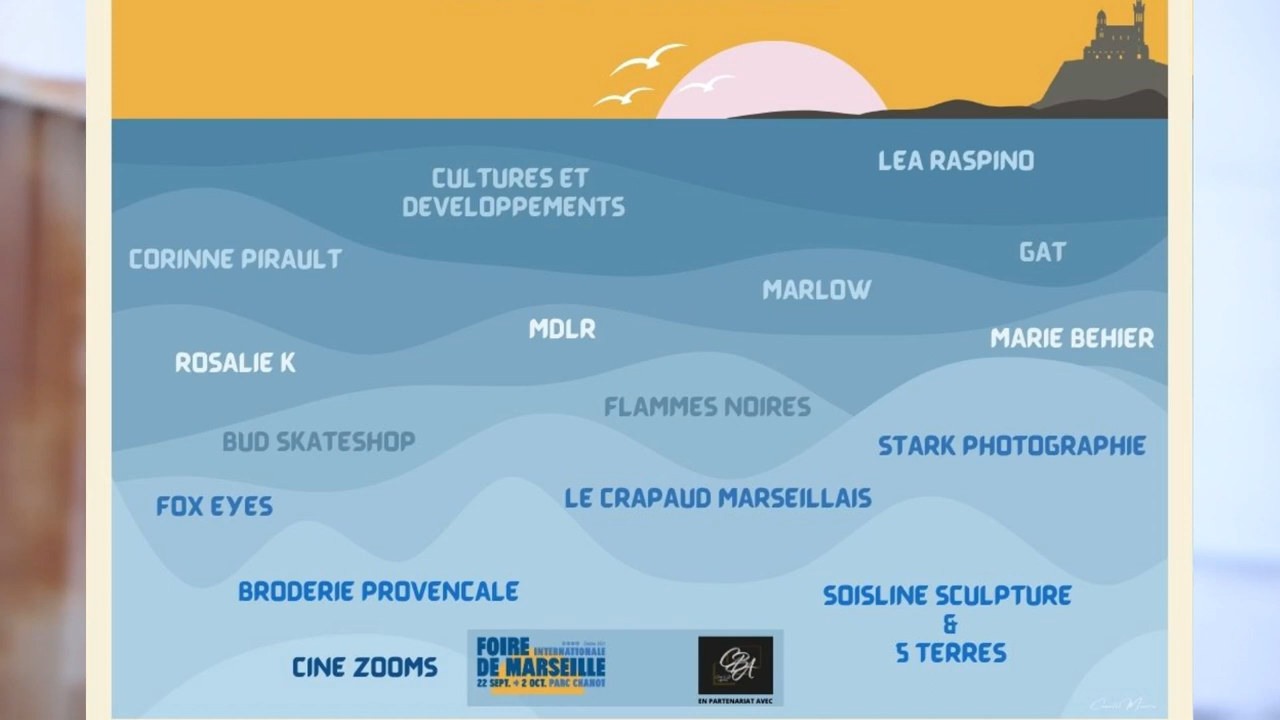 LEA RASPINO
CULTURES ET
DEVELOPPEMENTS
CORINNE PIRAULT
GAT
MARLOW
MDLR
MARIE BEHIER
ROSALIE K
FLAMMES NOIRES
BUD SKATESHOP
STARK PHOTOGRAPHIE
FOX EYES
LE CRAPAUD MARSEILLAIS
BRODERIE PROVENCALE
SOISLINE SCULPTURE
&
5 TERRES
CINE ZOOMS
FOIRE
INTERNATIONALE
DE MARSEILLE
22 SEPT. → 2 OCT. PARC CHANOT
CBA
EN PARTENARIAT AVEC